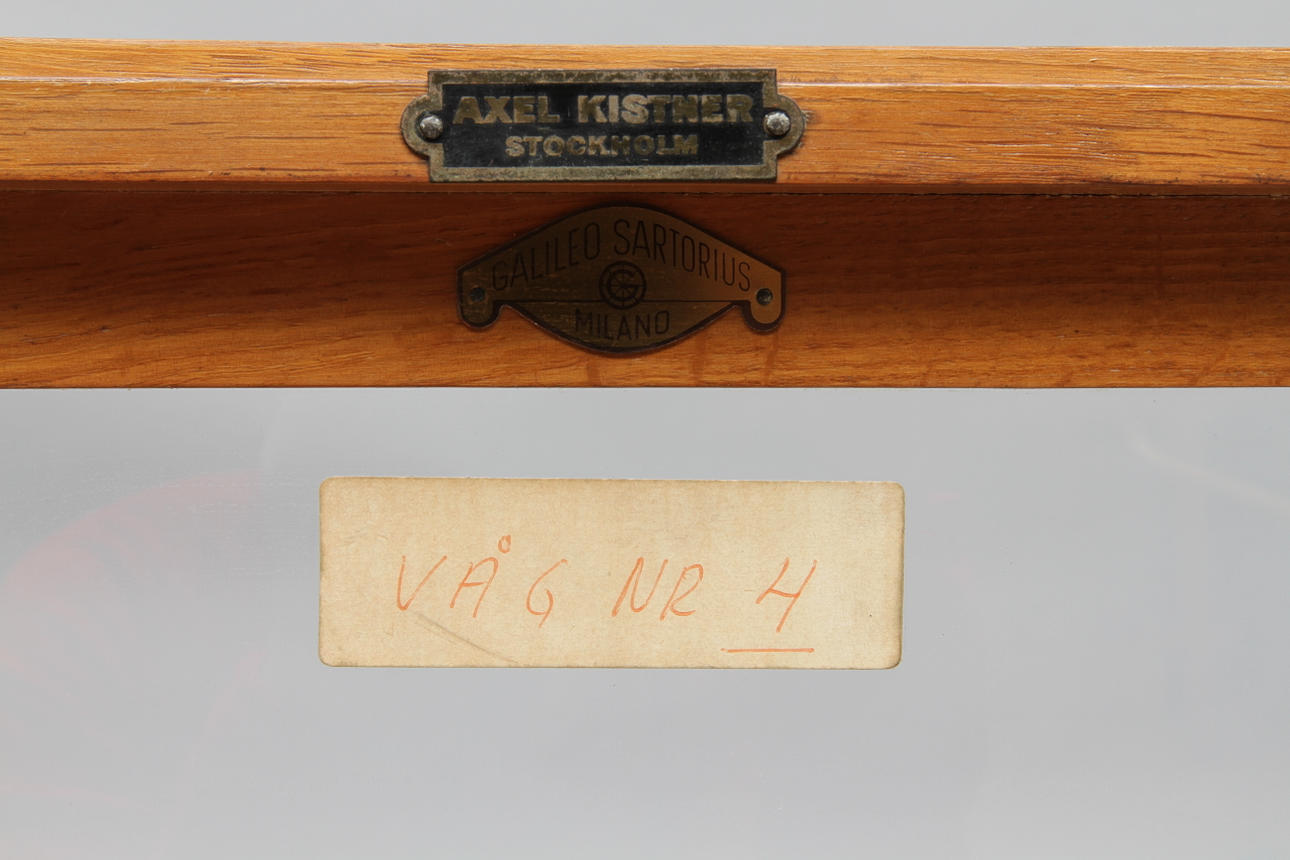 AXEL KISTNER
STOCKHOLM
GALILEO SARTORIUS
G
MILANO
VÅG NR 4